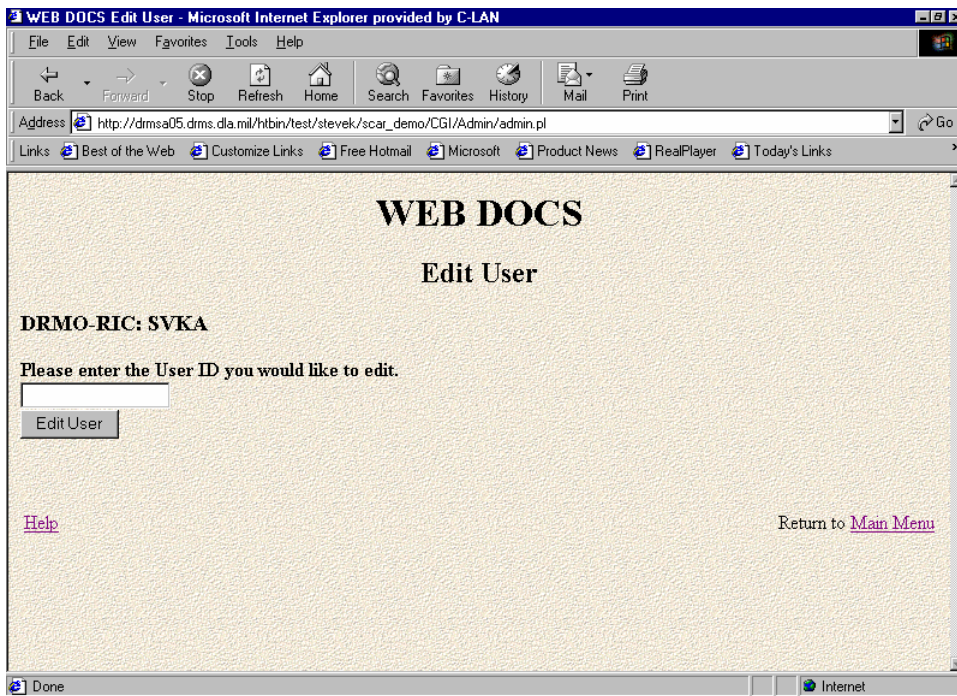 WEB DOCS Edit User - Microsoft Internet Explorer provided by C-LAN
File Edit View Favorites Tools Help
Back Forward Stop Refresh Home Search Favorites History Mail Print
Address http://drmsa05.drms.dla.mil/htbin/test/stevek/scar_demo/CGI/Admin/admin.pl Go
Links Best of the Web Customize Links Free Hotmail Microsoft Product News RealPlayer Today's Links
WEB DOCS
Edit User
DRMO-RIC: SVKA
Please enter the User ID you would like to edit.
Edit User
Help Return to Main Menu
Done Internet